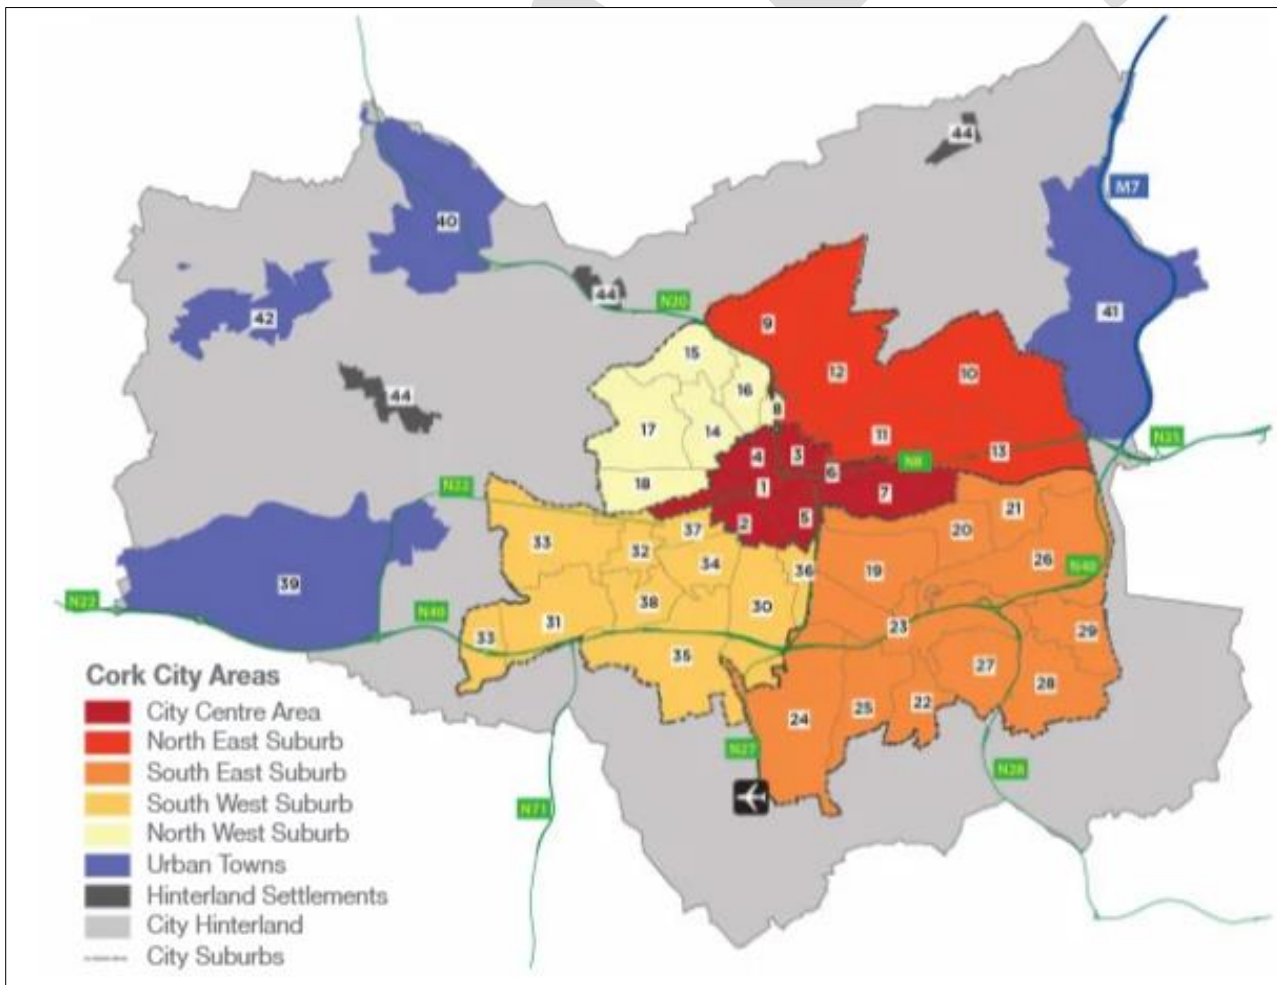 44
M7
40
44
N20
42
41
9
15
12
10
16
44
8
17
14
11
N25
4
3
13
N8
6
18
1
7
N22
2
5
21
37
20
33
32
34
36
19
26
N40
39
38
30
N22
N40
31
23
29
33
35
27
28
Cork City Areas
24
25
22
City Centre Area
North East Suburb
N27
South East Suburb
N28
South West Suburb
N71
North West Suburb
Urban Towns
Hinterland Settlements
City Hinterland
City Suburbs